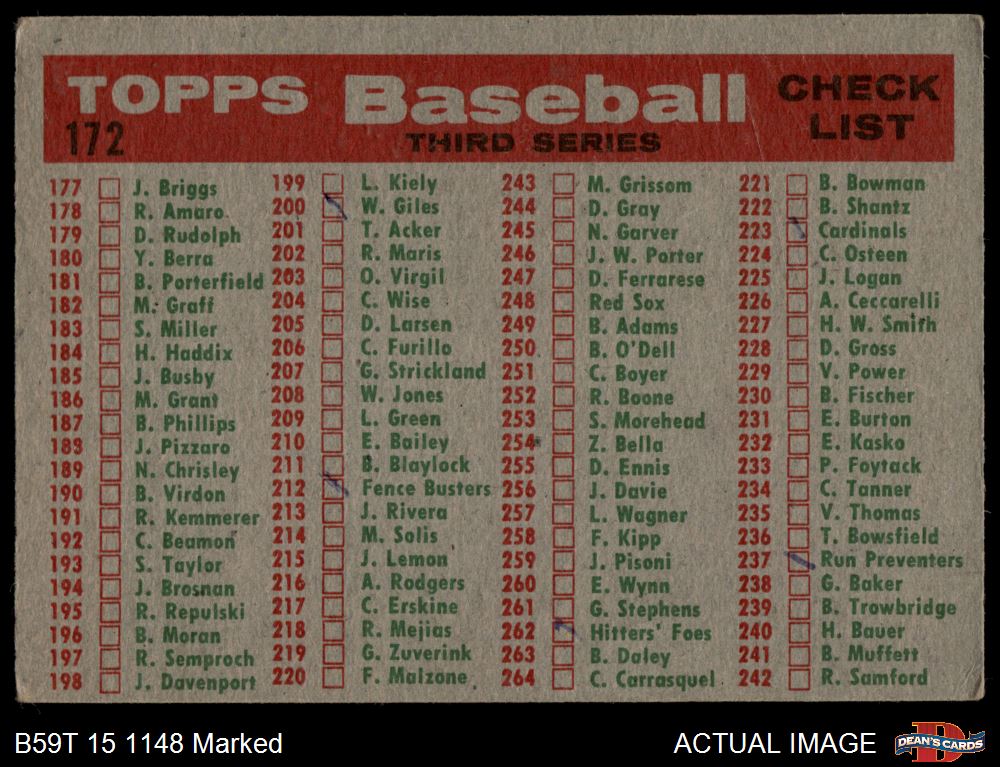 TOPPS Baseball CHECK LIST
172 THIRD SERIES
177 J. Briggs
178 R. Amaro
179 D. Rudolph
180 Y. Berra
181 B. Porterfield
182 M. Graff
183 S. Miller
184 H. Haddix
185 J. Busby
186 M. Grant
187 B. Phillips
188 J. Pizzaro
189 N. Chrisley
190 B. Virdon
191 R. Kemmerer
192 C. Beamon
193 S. Taylor
194 J. Brosnan
195 R. Repulski
196 B. Moran
197 R. Semproch
198 J. Davenport
199 L. Kiely
200 W. Giles
201 T. Acker
202 R. Maris
203 O. Virgil
204 C. Wise
205 D. Larsen
206 C. Furillo
207 G. Strickland
208 W. Jones
209 L. Green
210 E. Bailey
211 B. Blaylock
212 Fence Busters
213 J. Rivera
214 M. Solis
215 J. Lemon
216 A. Rodgers
217 C. Erskine
218 R. Mejias
219 G. Zuverink
220 F. Malzone
243 M. Grissom
244 D. Gray
245 N. Garver
246 J. W. Porter
247 D. Ferrarese
248 Red Sox
249 B. Adams
250 B. O'Dell
251 C. Boyer
252 R. Boone
253 S. Morehead
254 Z. Bella
255 D. Ennis
256 J. Davie
257 L. Wagner
258 F. Kipp
259 J. Pisoni
260 E. Wynn
261 G. Stephens
262 Hitters' Foes
263 B. Daley
264 C. Carrasquel
221 B. Bowman
222 B. Shantz
223 Cardinals
224 C. Osteen
225 J. Logan
226 A. Ceccarelli
227 H. W. Smith
228 D. Gross
229 V. Power
230 B. Fischer
231 E. Burton
232 E. Kasko
233 P. Foytack
234 C. Tanner
235 V. Thomas
236 T. Bowsfield
237 Run Preventers
238 G. Baker
239 B. Trowbridge
240 H. Bauer
241 B. Muffett
242 R. Samford
B59T 15 1148 Marked
ACTUAL IMAGE
D DEAN'S CARDS